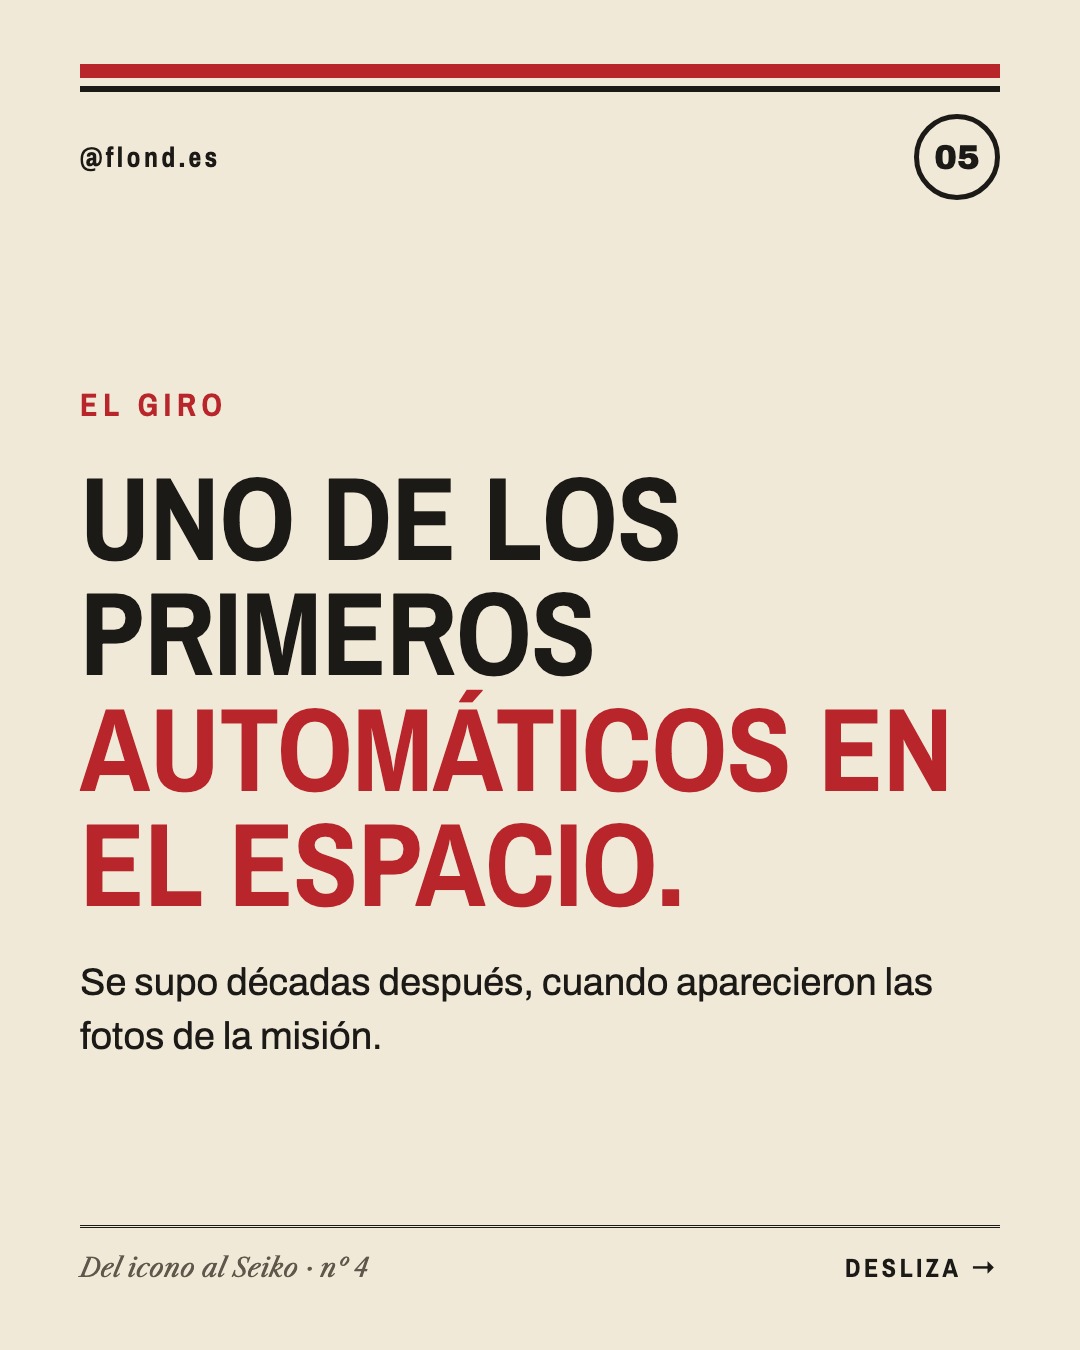 @flond.es
05
EL GIRO
UNO DE LOS
PRIMEROS
AUTOMÁTICOS EN
EL ESPACIO.
Se supo décadas después, cuando aparecieron las
fotos de la misión.
Del icono al Seiko · nº 4
DESLIZA →